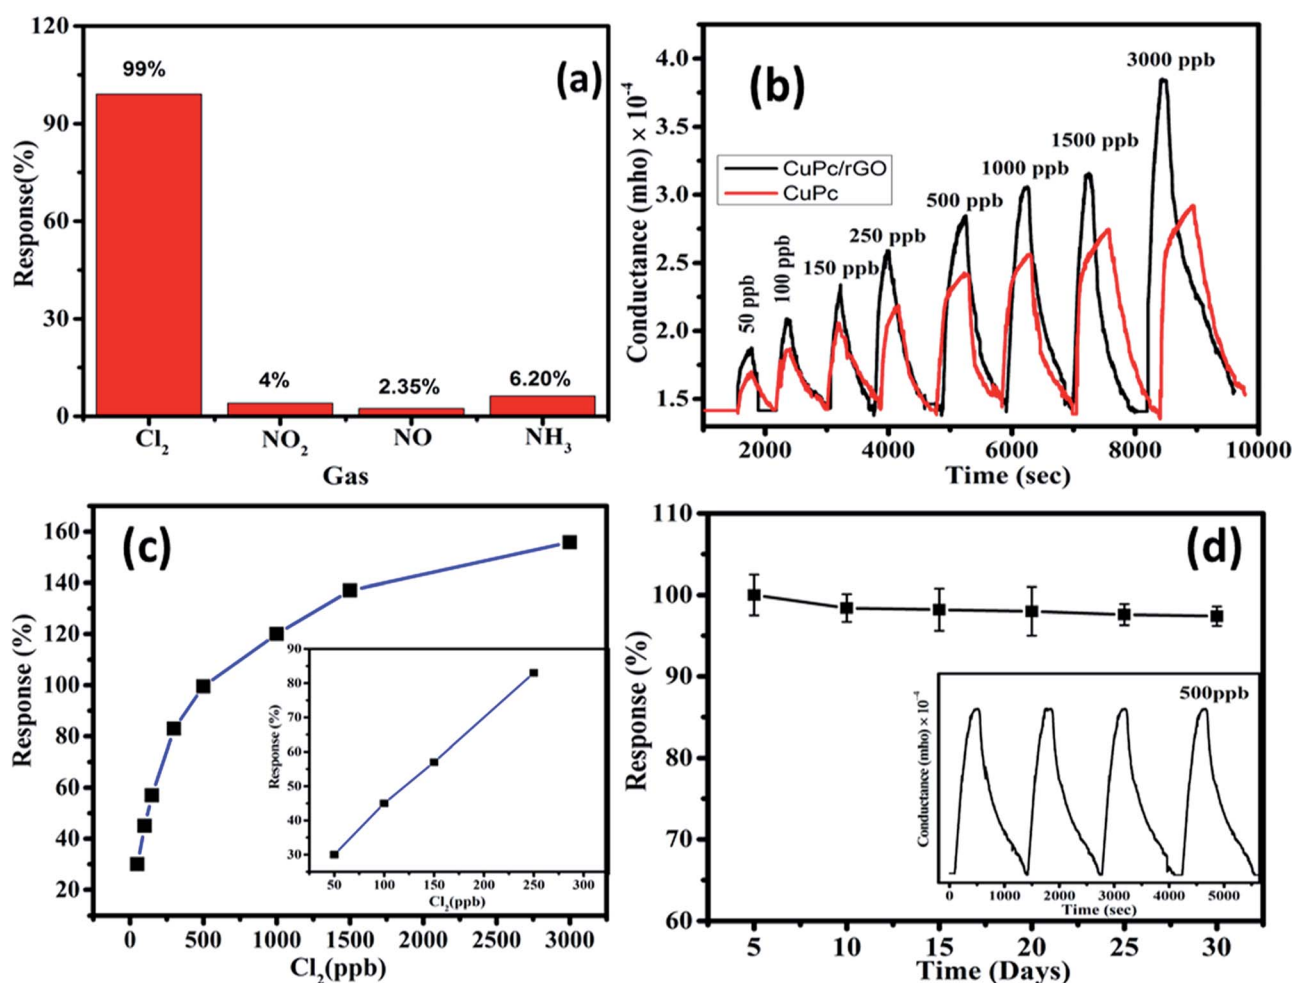 (a)
Response(%)
120
90
60
30
0
99%
4%
2.35%
6.20%
Cl₂
NO₂
NO
NH₃
Gas
(b)
Conductance (mho) × 10⁻⁴
4.0
3.5
3.0
2.5
2.0
1.5
CuPc/rGO
CuPc
50 ppb
100 ppb
150 ppb
250 ppb
500 ppb
1000 ppb
1500 ppb
3000 ppb
2000 4000 6000 8000 10000
Time (sec)
(c)
Response (%)
160
140
120
100
80
60
40
20
0 500 1000 1500 2000 2500 3000
Cl₂(ppb)
Response (%)
90
80
70
60
50
40
30
50 100 150 200 250 300
Cl₂(ppb)
(d)
Response (%)
110
100
90
80
70
60
5 10 15 20 25 30
Time (Days)
500ppb
Conductance (mho) × 10⁻⁴
0 1000 2000 3000 4000 5000
Time (sec)